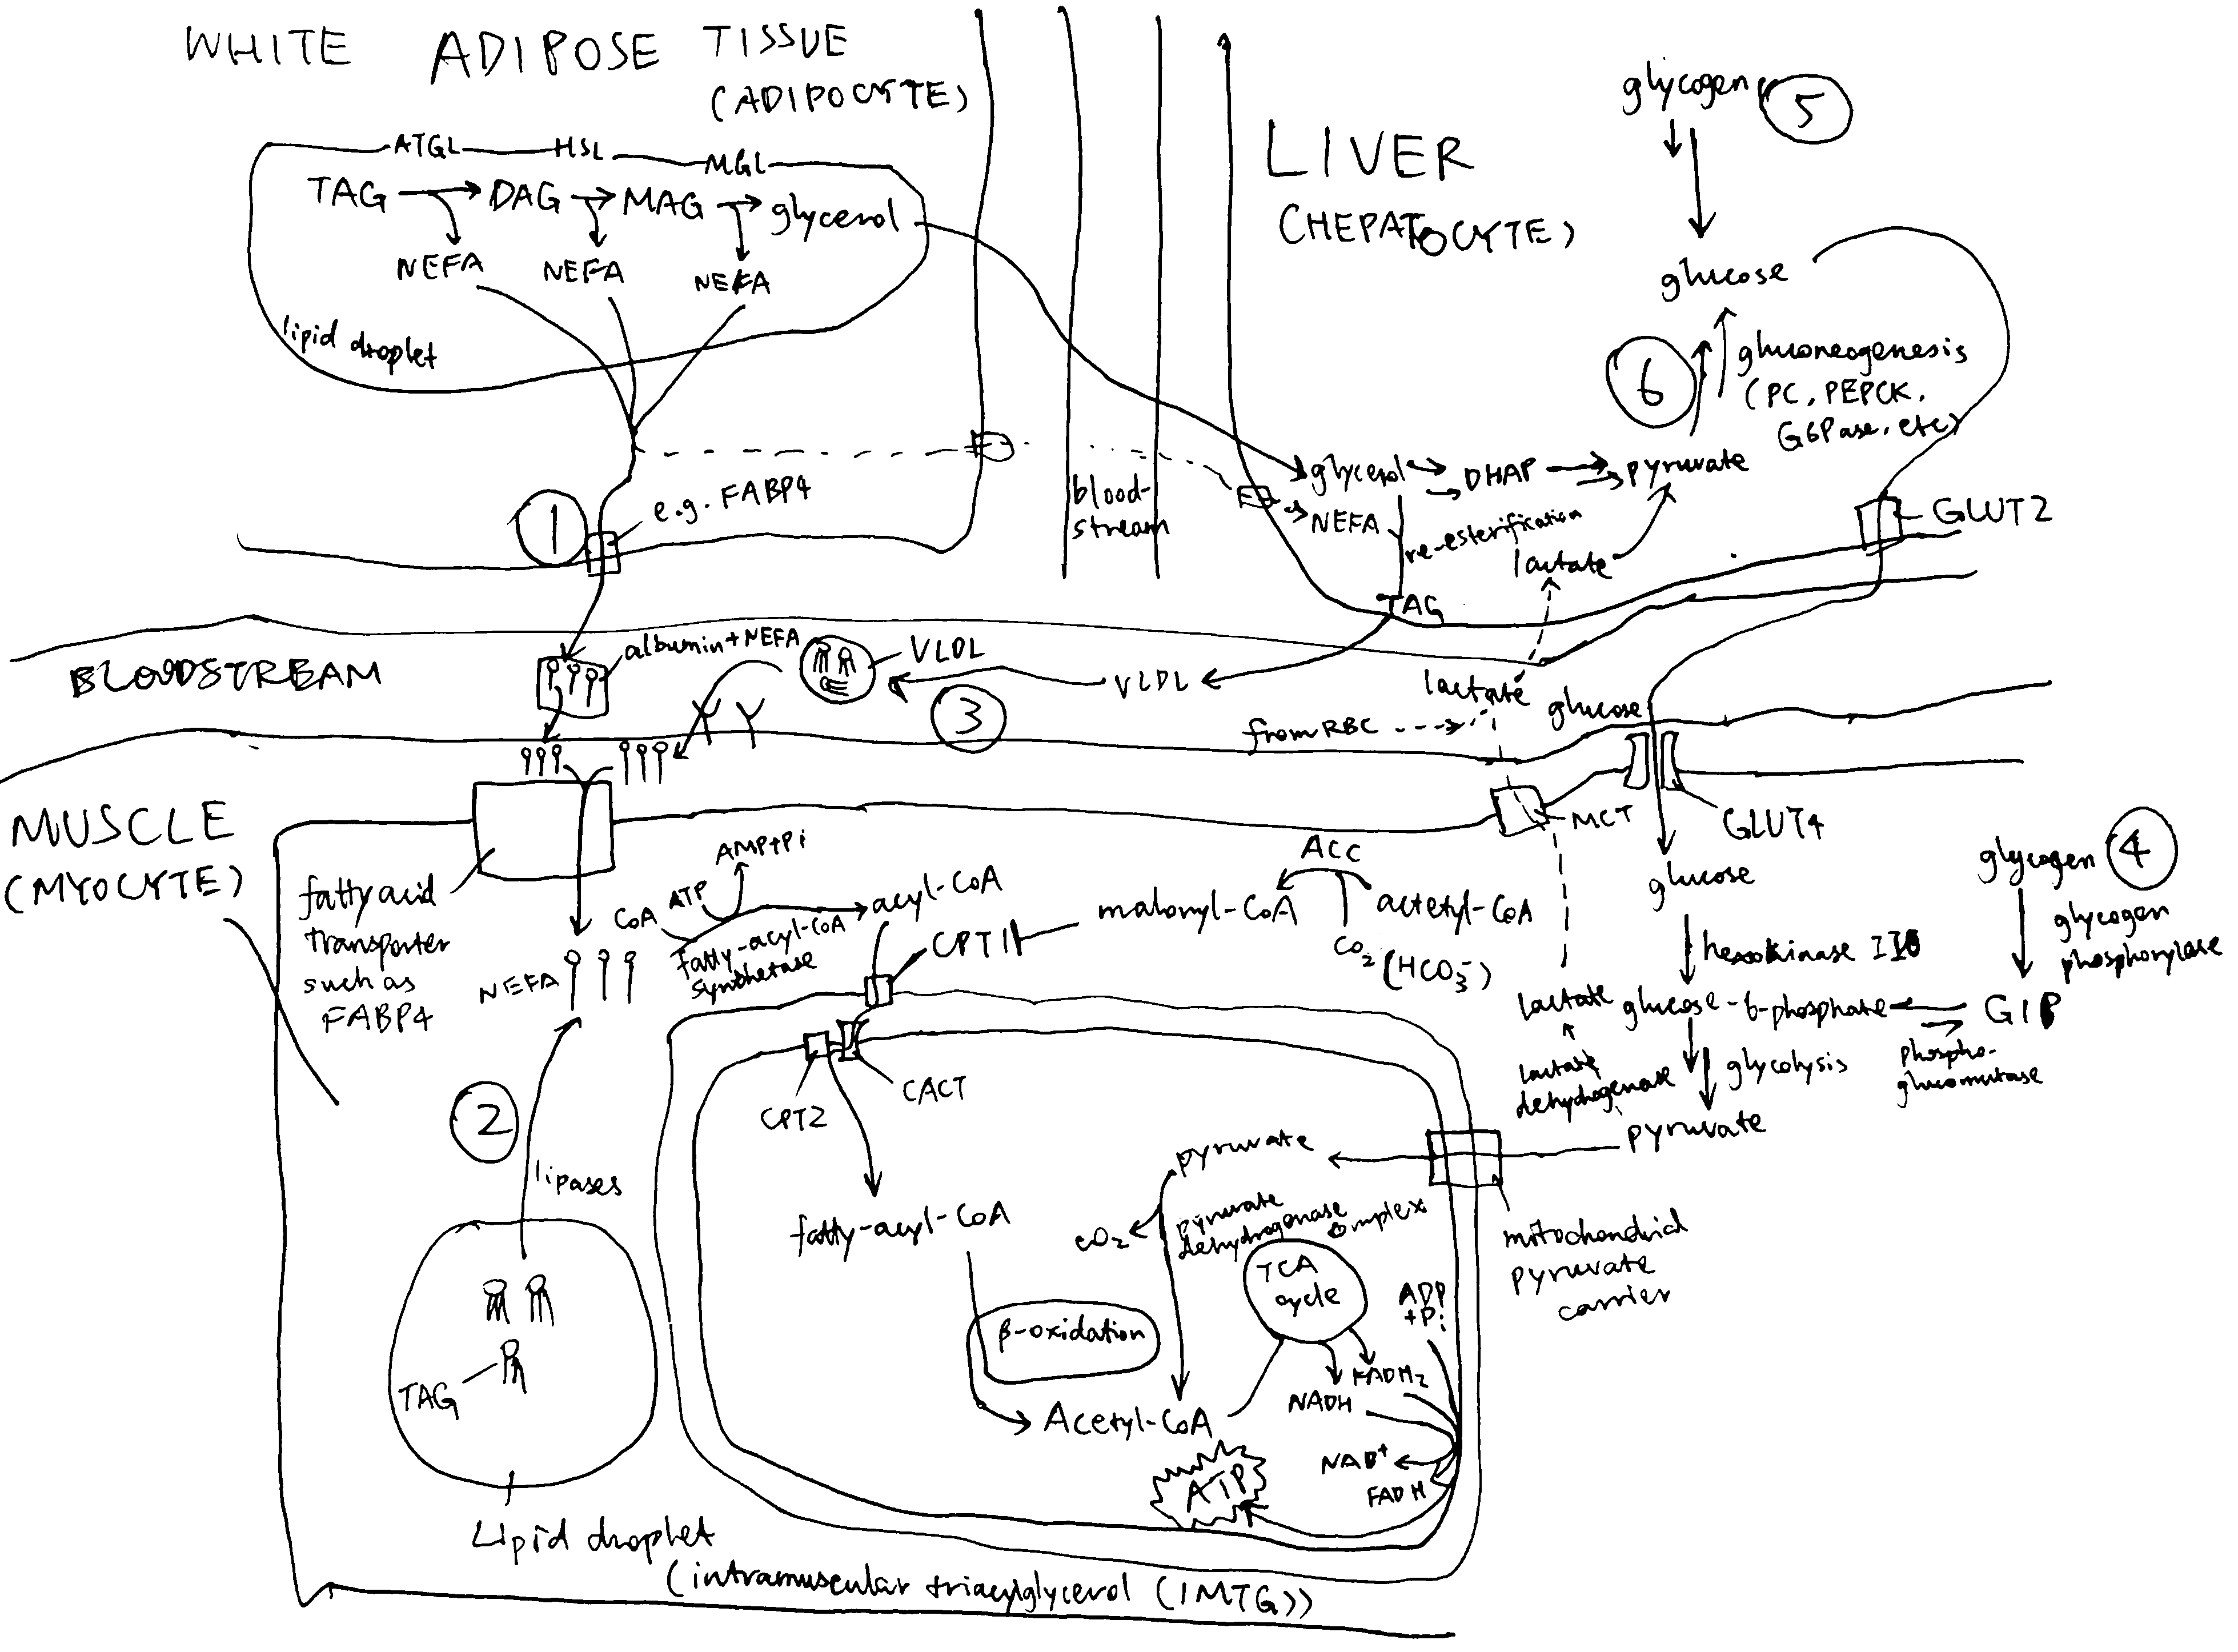 WHITE ADIPOSE TISSUE
(ADIPOCYTE)
ATGL HSL MGL
TAG DAG MAG glycerol
NEFA NEFA NEFA
lipid droplet
1
e.g. FABP4
blood-
stream
LIVER
(HEPATOCYTE)
glycogen 5
glucose
6
gluconeogenesis
(PC, PEPCK,
G6Pase, etc)
glycerol DHAP pyruvate
NEFA
re-esterification
lactate
TAG
GLUT2
BLOODSTREAM
albumin+NEFA
VLDL
VLDL
3
lactate
from RBC
glucose
MCT
GLUT4
MUSCLE
(MYOCYTE)
fatty acid
transporter
such as
FABP4
NEFA
CoA
ATP
AMP+Pi
acyl-CoA
fatty-acyl-CoA
synthetase
CPT1
malonyl-CoA
ACC
actetyl-CoA
CO2 (HCO3-)
glucose
hexokinase II
glycogen 4
glycogen
phosphorylase
lactate
glucose-6-phosphate
G1P
phospho-
glucomutase
lactate
dehydrogenase
glycolysis
pyruvate
CPT2
CACT
2
lipases
TAG
Lipid droplet
(intramuscular triacylglycerol (IMTG))
fatty-acyl-CoA
β-oxidation
Acetyl-CoA
pyruvate
CO2
pyruvate
dehydrogenase
complex
mitochondrial
pyruvate
carrier
TCA
cycle
ADP
+Pi
FADH2
NADH
NAD+
FADH
ATP